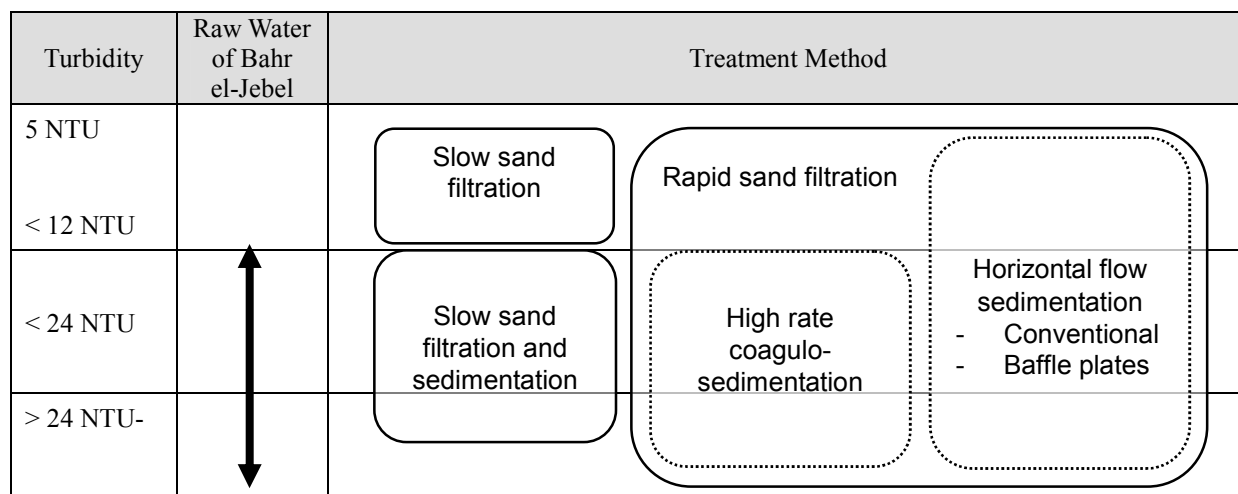 Turbidity
Raw Water
of Bahr
el-Jebel
Treatment Method
5 NTU
< 12 NTU
Slow sand
filtration
Rapid sand filtration
< 24 NTU
Slow sand
filtration and
sedimentation
High rate
coagulo-
sedimentation
Horizontal flow
sedimentation
- Conventional
- Baffle plates
> 24 NTU-